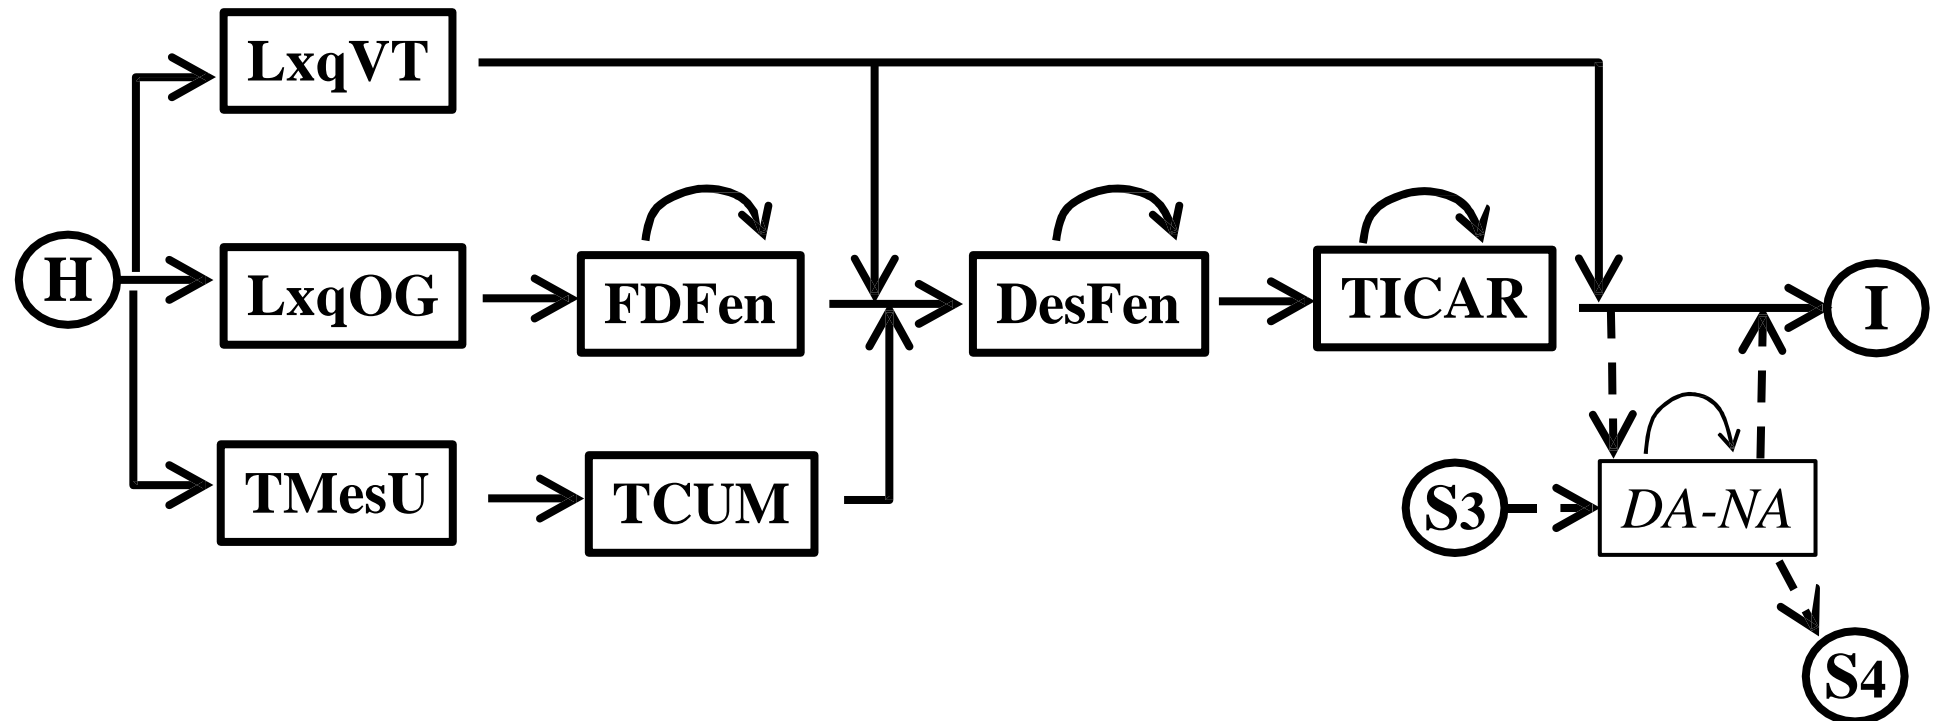 LxqVT
H
LxqOG
FDFen
DesFen
TICAR
I
TMesU
TCUM
S3
DA-NA
S4